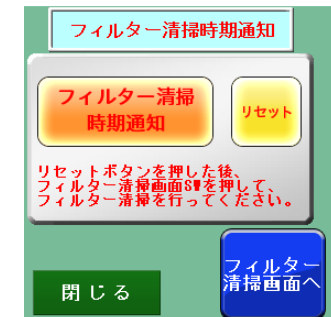 フィルター清掃時期通知
フィルター清掃
時期通知
リセット
リセットボタンを押した後、
フィルター清掃画面SWを押して、
フィルター清掃を行ってください。
フィルター
清掃画面へ
閉じる